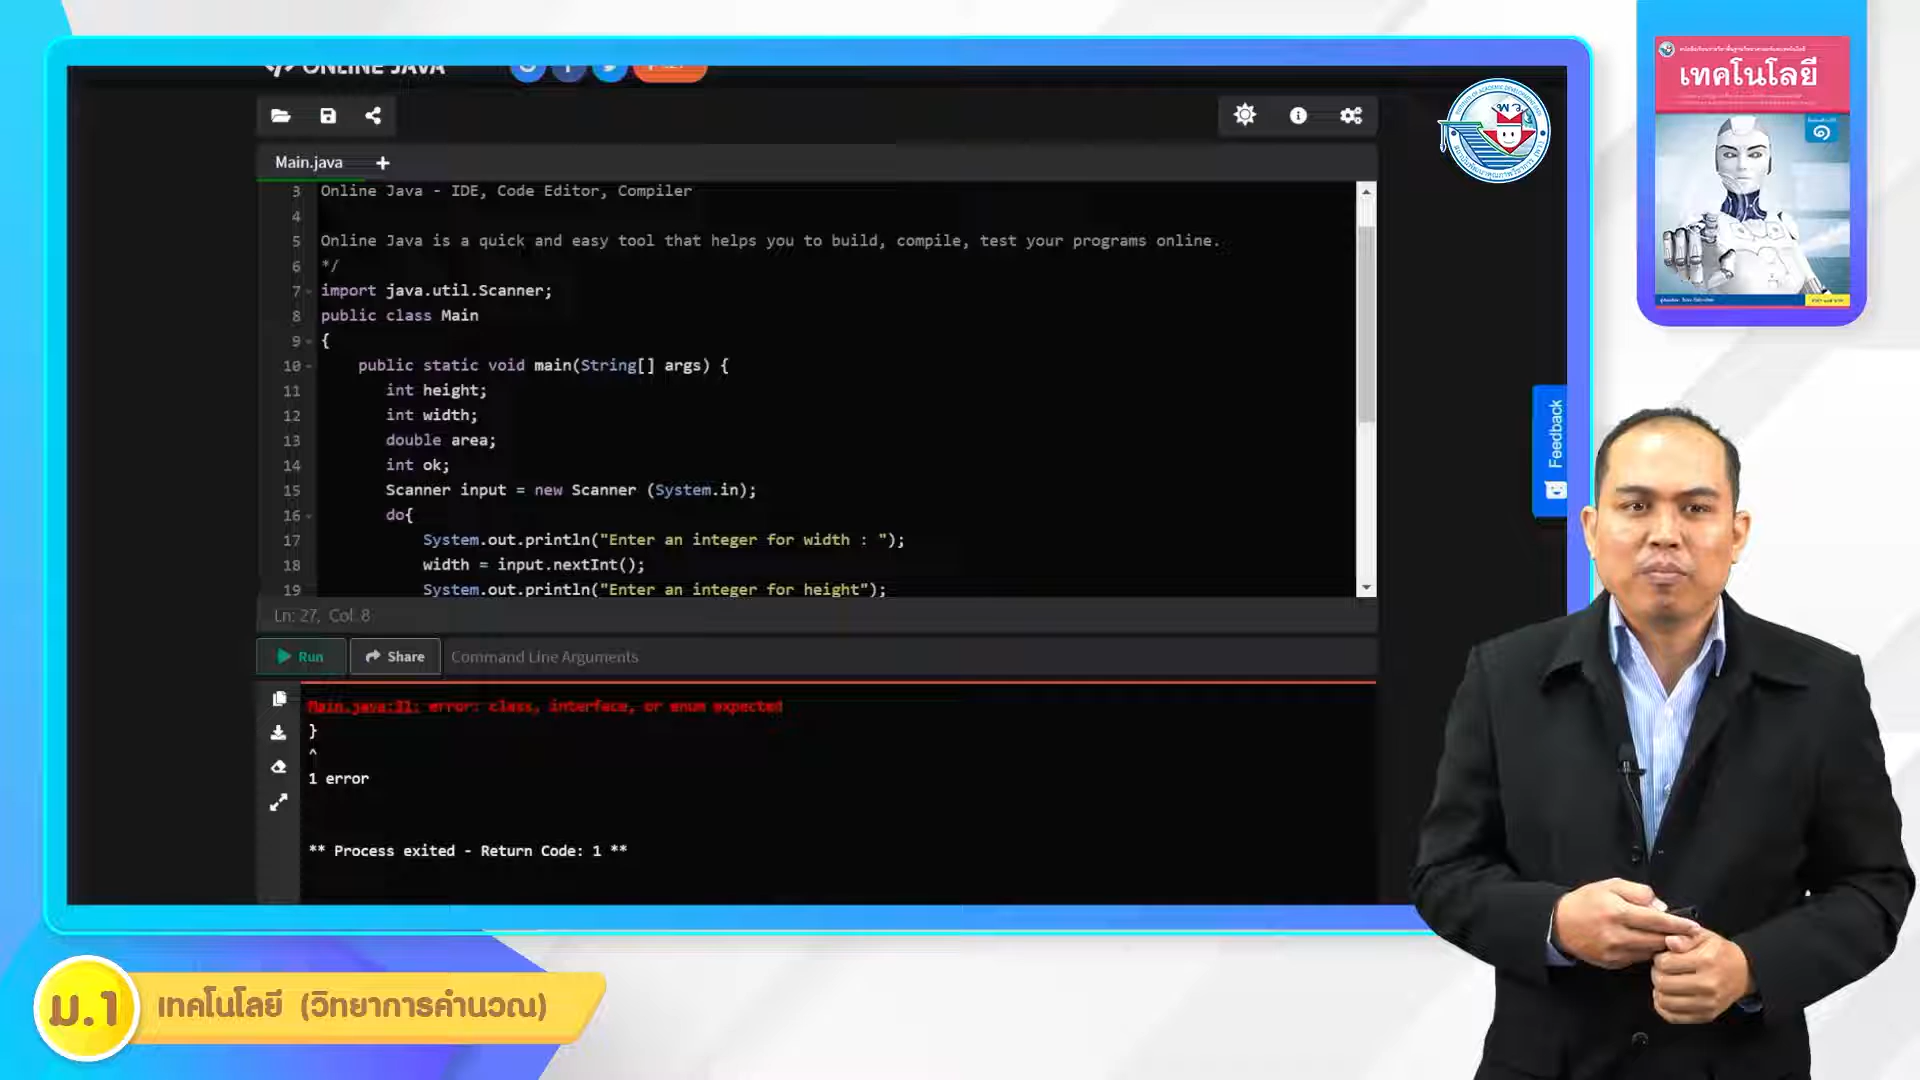 ONLINE JAVA
Main.java +
3 Online Java - IDE, Code Editor, Compiler
4
5 Online Java is a quick and easy tool that helps you to build, compile, test your programs online.
6 */
7 import java.util.Scanner;
8 public class Main
9 {
10 public static void main(String[] args) {
11 int height;
12 int width;
13 double area;
14 int ok;
15 Scanner input = new Scanner (System.in);
16 do{
17 System.out.println("Enter an integer for width : ");
18 width = input.nextInt();
19 System.out.println("Enter an integer for height");
Ln: 27, Col: 8
Run
Share
Command Line Arguments
Main.java:31: error: class, interface, or enum expected
}
^
1 error
** Process exited - Return Code: 1 **
Feedback
พว
เทคโนโลยี
๑
ม.1 เทคโนโลยี (วิทยาการคำนวณ)